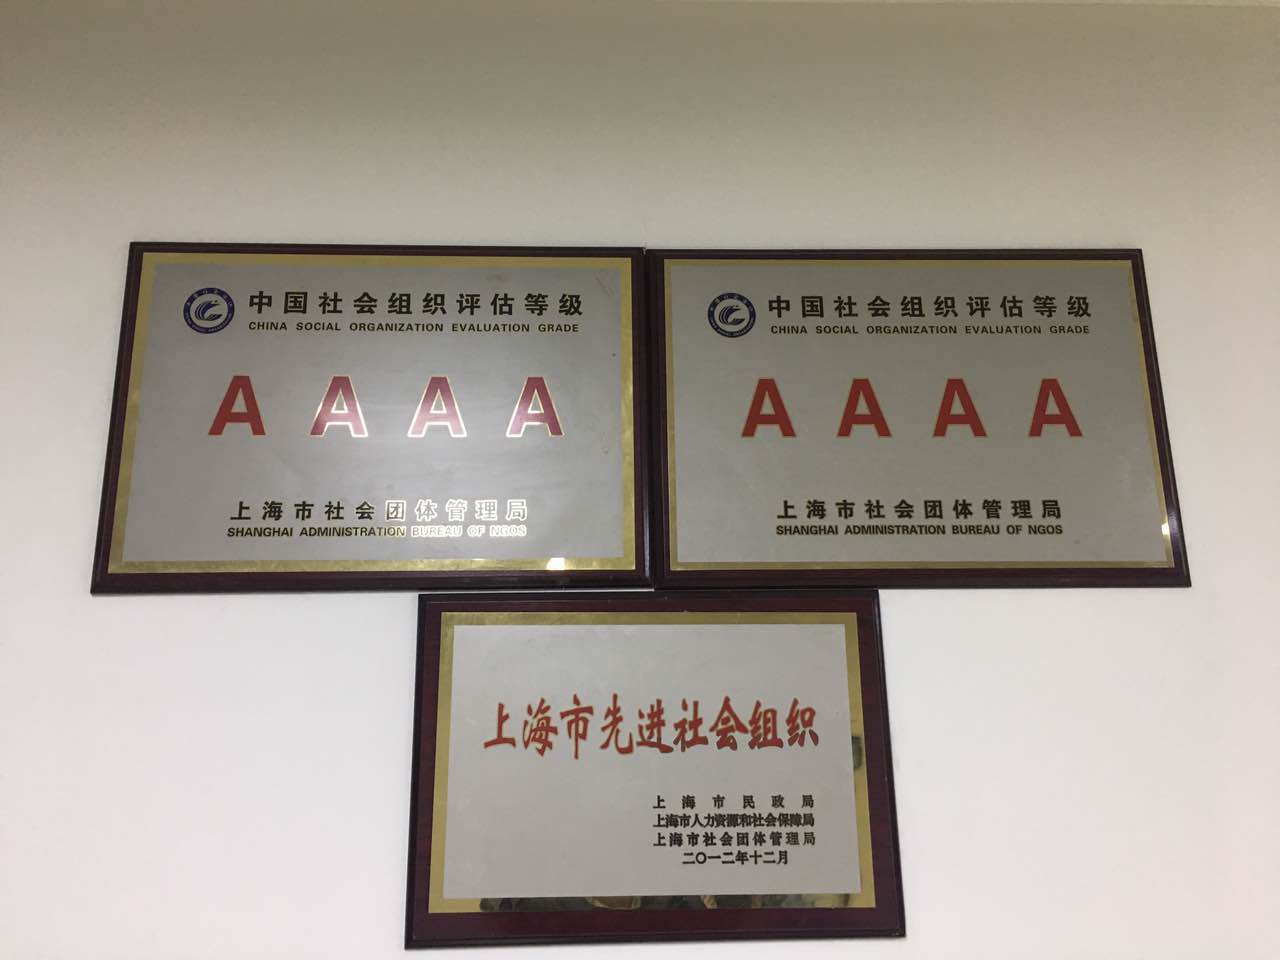 中国社会组织评估等级
CHINA SOCIAL ORGANIZATION EVALUATION GRADE
A A A A
上海市社会团体管理局
SHANGHAI ADMINISTRATION BUREAU OF NGOS
中国社会组织评估等级
CHINA SOCIAL ORGANIZATION EVALUATION GRADE
A A A A
上海市社会团体管理局
SHANGHAI ADMINISTRATION BUREAU OF NGOS
上海市先进社会组织
上海市民政局
上海市人力资源和社会保障局
上海市社会团体管理局
二〇一二年十二月